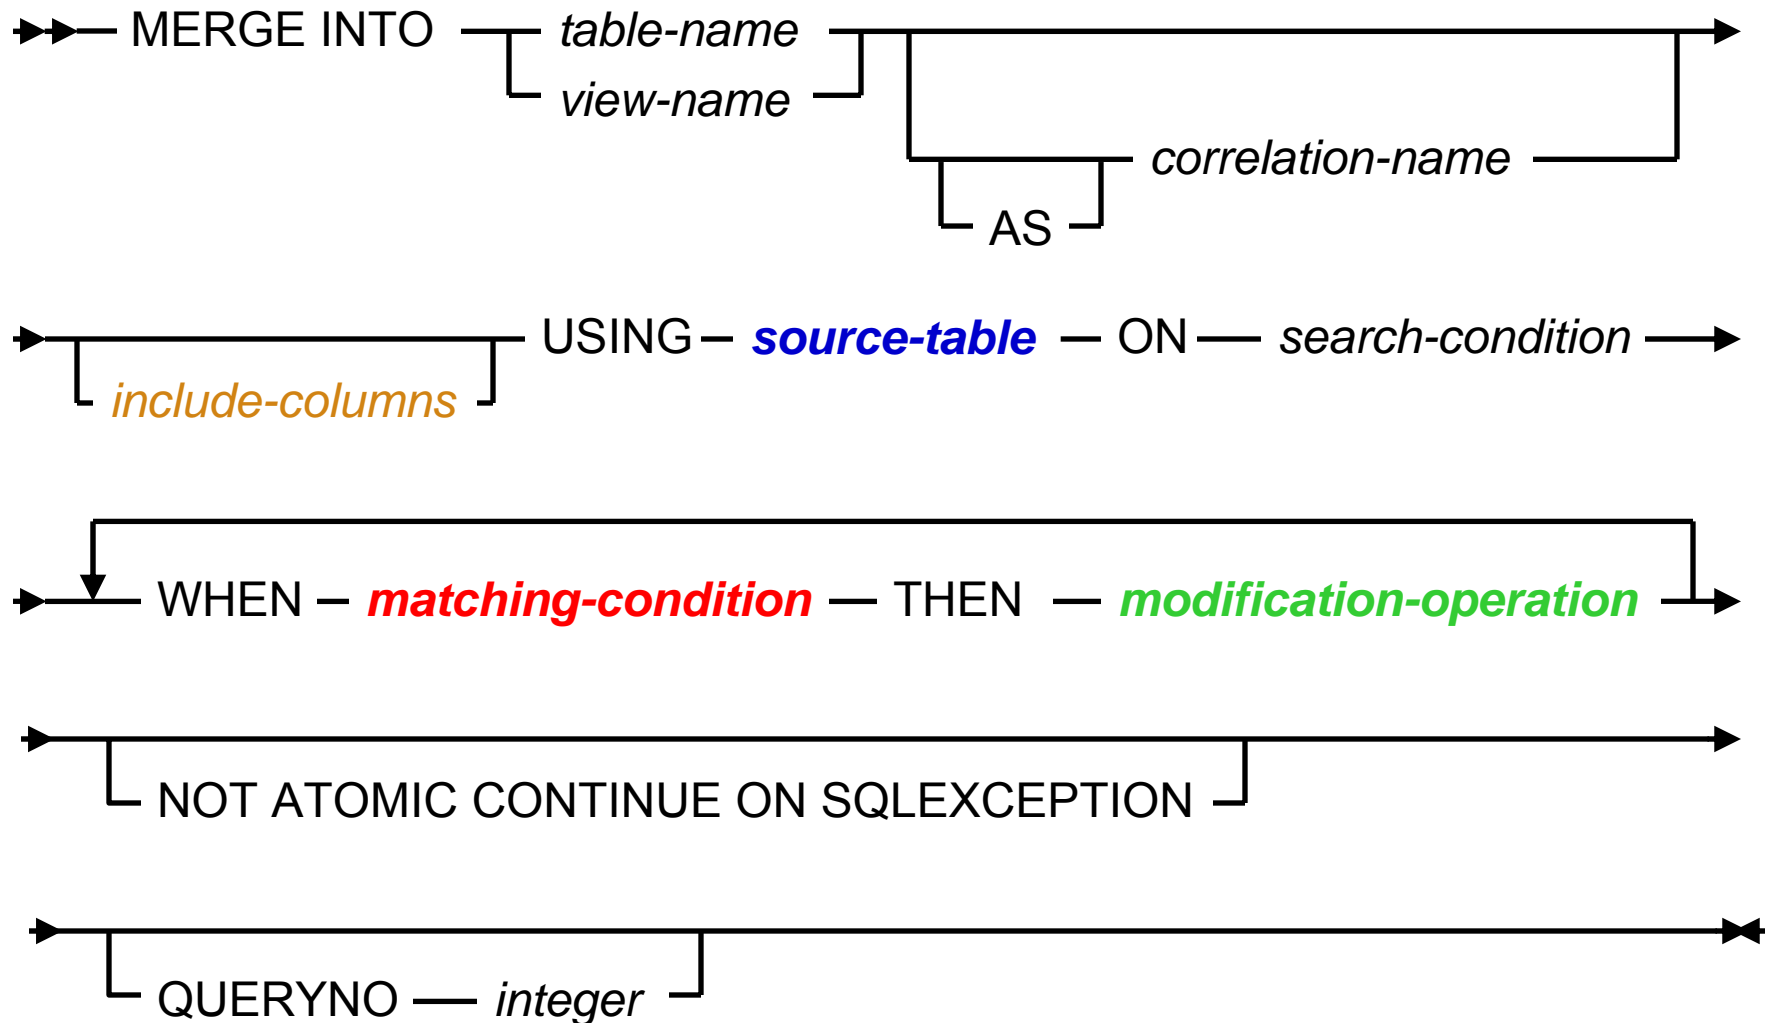 MERGE INTO table-name
view-name
correlation-name
AS
USING source-table ON search-condition
include-columns
WHEN matching-condition THEN modification-operation
NOT ATOMIC CONTINUE ON SQLEXCEPTION
QUERYNO integer